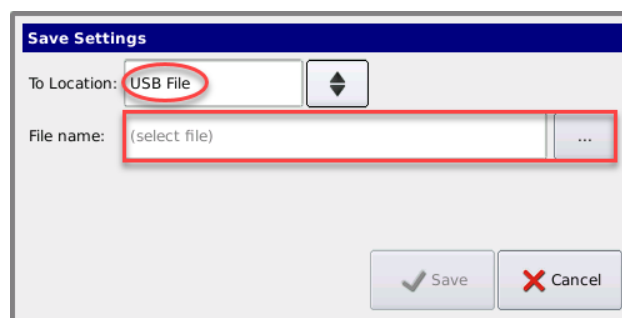 Save Settings
To Location: USB File
File name: (select file) ...
Save Cancel